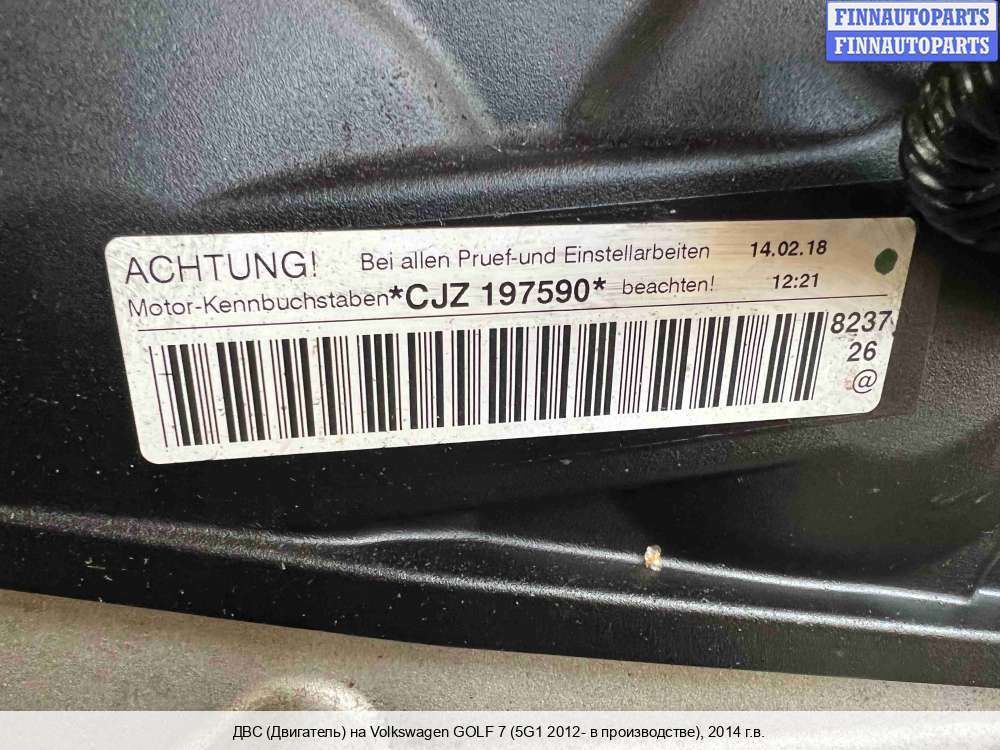 FINNAUTOPARTS
FINNAUTOPARTS
ACHTUNG! Bei allen Pruef-und Einstellarbeiten 14.02.18
Motor-Kennbuchstaben *CJZ 197590* beachten! 12:21
8237
26
@
ДВС (Двигатель) на Volkswagen GOLF 7 (5G1 2012- в производстве), 2014 г.в.